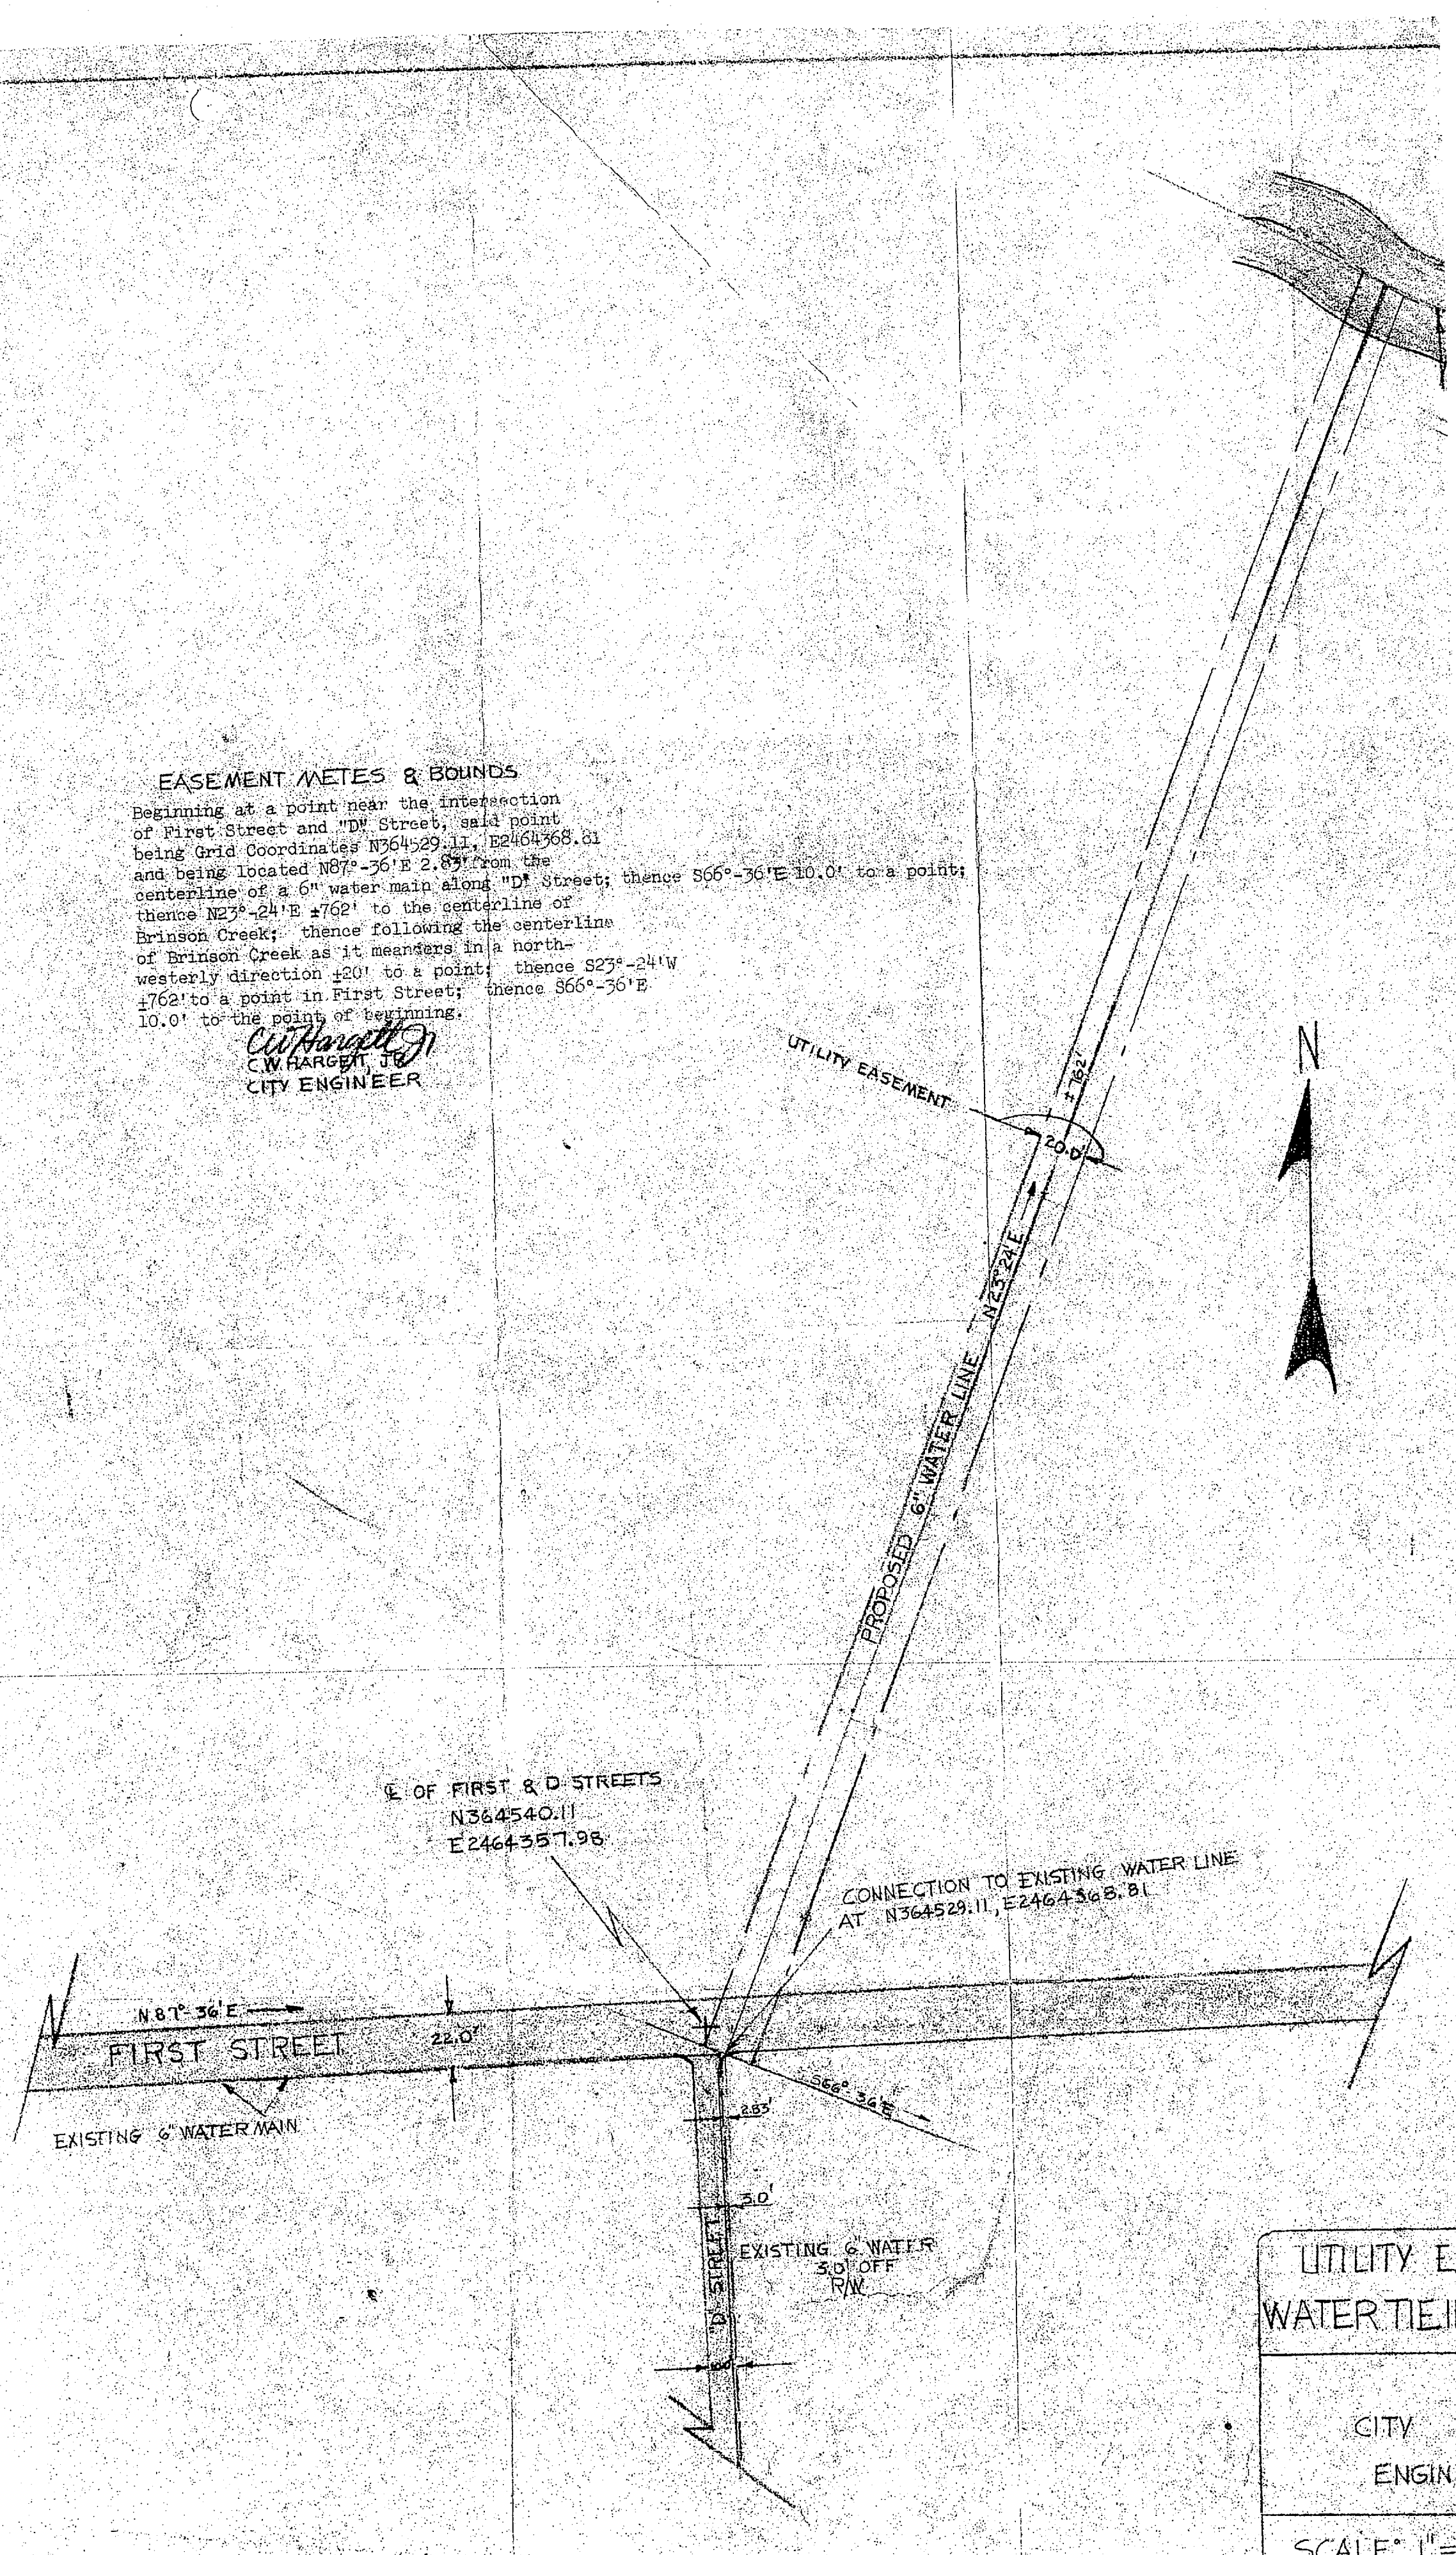 EASEMENT METES & BOUNDS
Beginning at a point near the intersection
of First Street and "D" Street, said point
being Grid Coordinates N364529.11, E2464368.81
and being located N87°-36'E 2.83' from the
centerline of a 6" water main along "D" Street; thence S66°-36'E 10.0' to a point;
thence N23°-24'E ±762' to the centerline of
Brinson Creek; thence following the centerline
of Brinson Creek as it meanders in a north-
westerly direction ±20' to a point; thence S23°-24'W
±762' to a point in First Street; thence S66°-36'E
10.0' to the point of beginning.
C W Hargett Jr
C.W. HARGETT, JR.
CITY ENGINEER
UTILITY EASEMENT
±762'
20.0'
N
N23°24'E
PROPOSED 6" WATER LINE
℄ OF FIRST & D STREETS
N364540.11
E2464357.98
CONNECTION TO EXISTING WATER LINE
AT N364529.11, E2464368.81
N 87°-36'E
FIRST STREET
22.0'
S66°-36'E
2.83'
EXISTING 6" WATER MAIN
3.0'
"D" STREET
EXISTING 6" WATER
3.0' OFF
R/W
UTILITY E
WATER TIE I
CITY
ENGIN
SCALE: 1"=